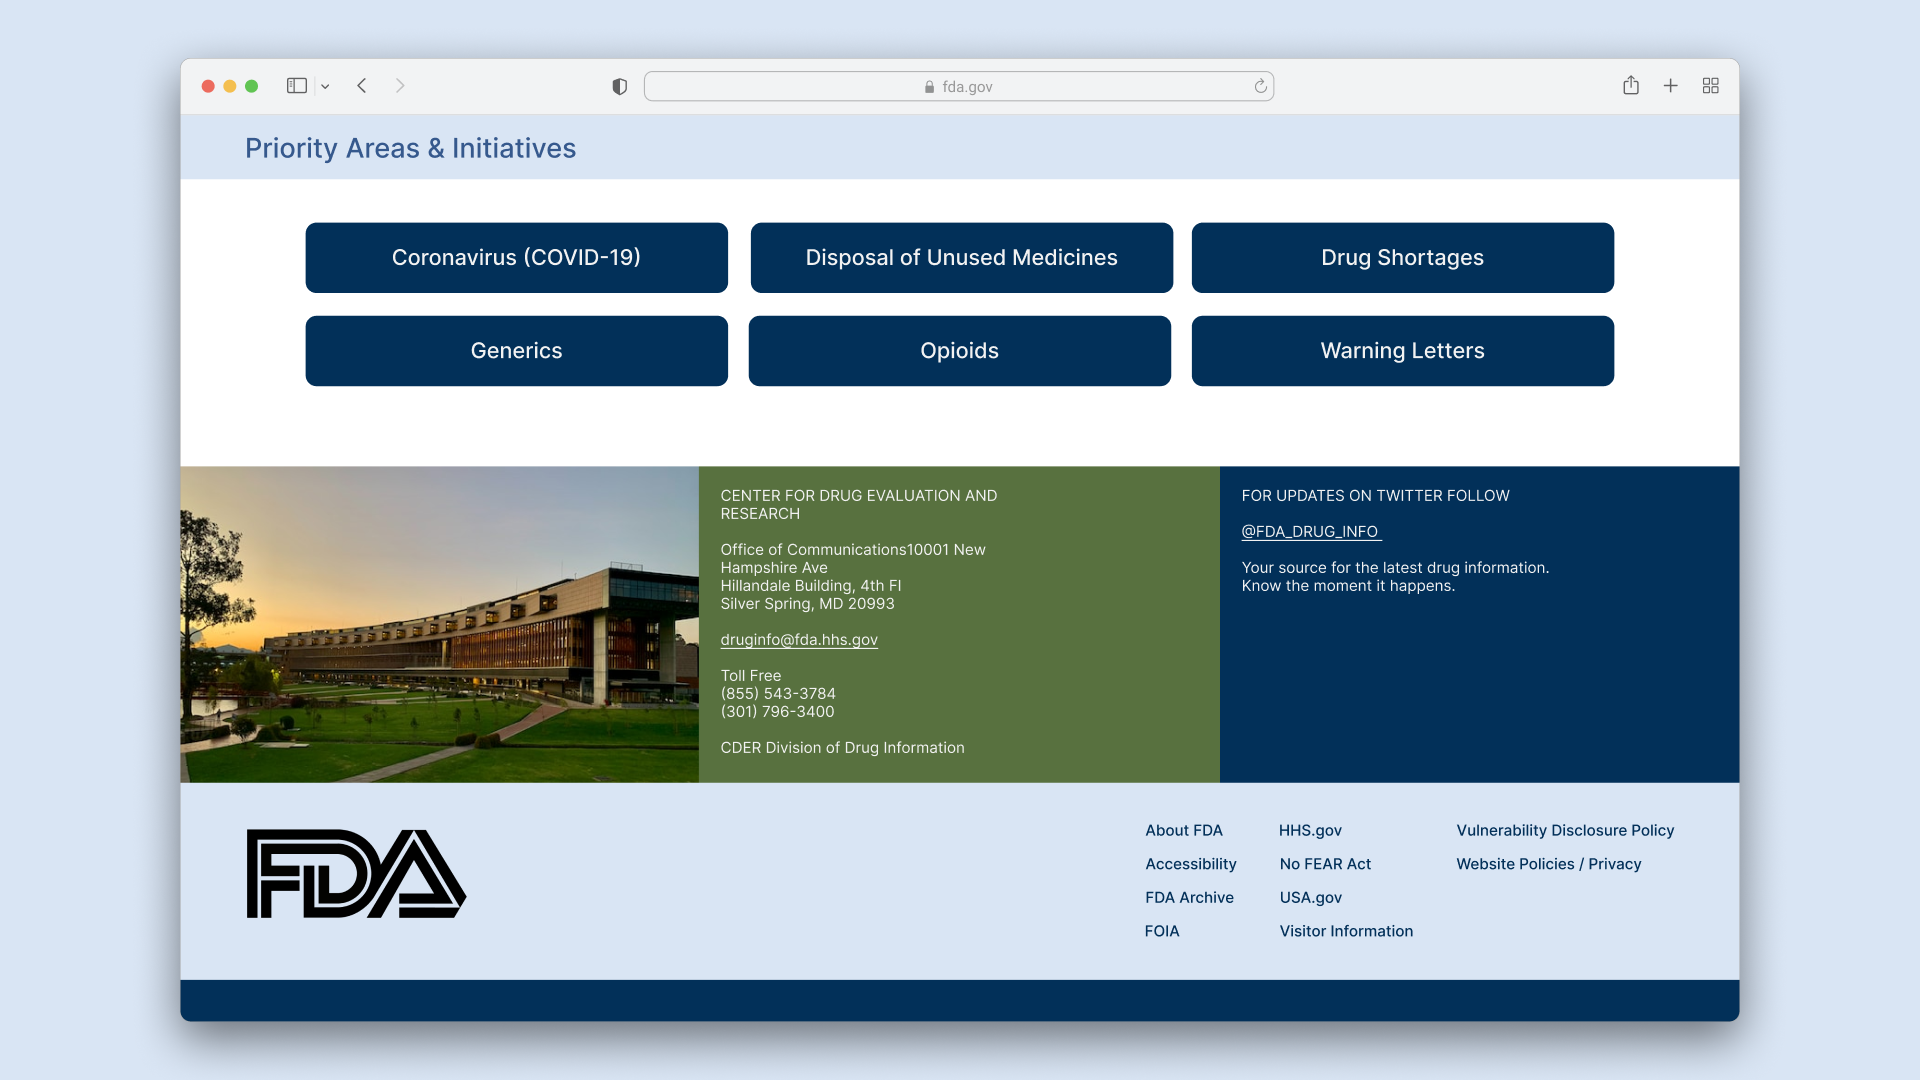 fda.gov
Priority Areas & Initiatives
Coronavirus (COVID-19)
Disposal of Unused Medicines
Drug Shortages
Generics
Opioids
Warning Letters
CENTER FOR DRUG EVALUATION AND
RESEARCH
Office of Communications10001 New
Hampshire Ave
Hillandale Building, 4th Fl
Silver Spring, MD 20993
druginfo@fda.hhs.gov
Toll Free
(855) 543-3784
(301) 796-3400
CDER Division of Drug Information
FOR UPDATES ON TWITTER FOLLOW
@FDA_DRUG_INFO
Your source for the latest drug information.
Know the moment it happens.
FDA
About FDA
Accessibility
FDA Archive
FOIA
HHS.gov
No FEAR Act
USA.gov
Visitor Information
Vulnerability Disclosure Policy
Website Policies / Privacy